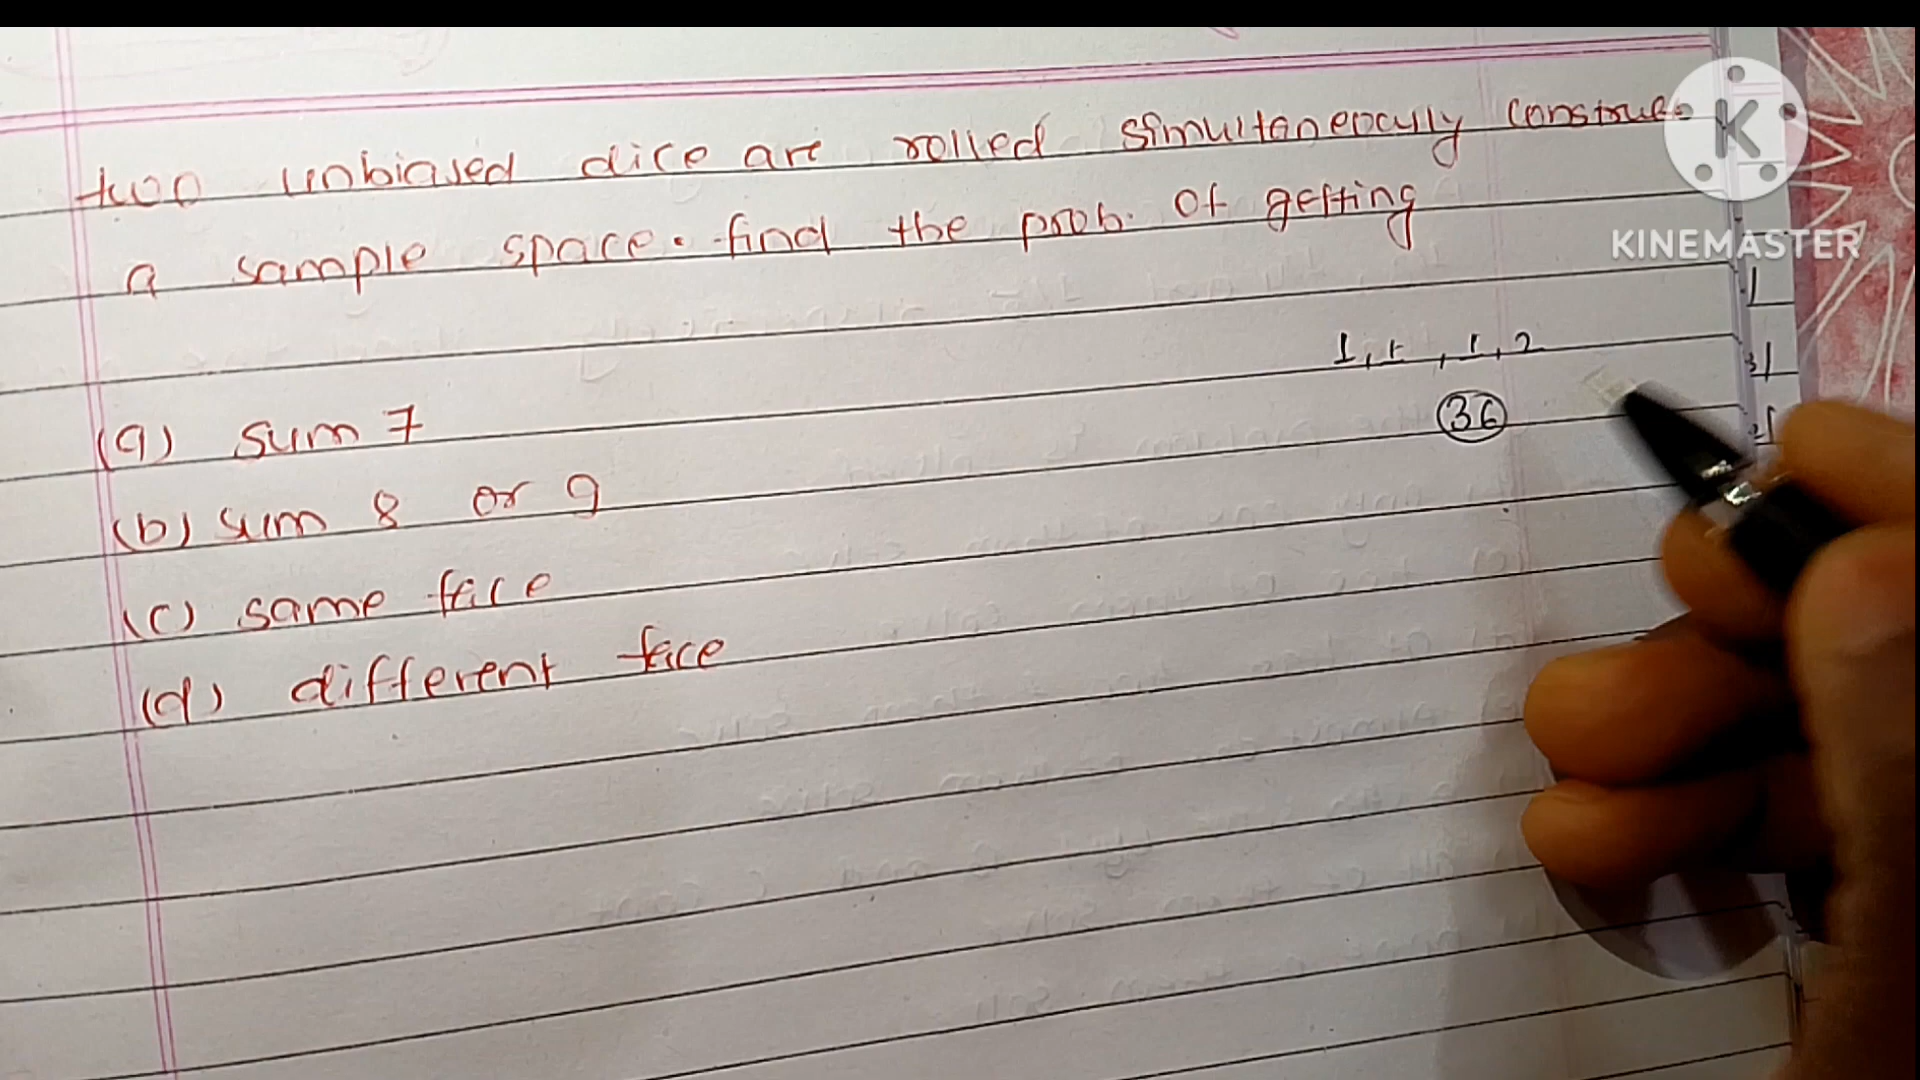 two unbiased dice are rolled simultaneously construct
a sample space. find the prob. of getting
1, 1, 1, 2
36
(a) sum 7
(b) sum 8 or 9
(c) same face
(d) different face
K
KINEMASTER